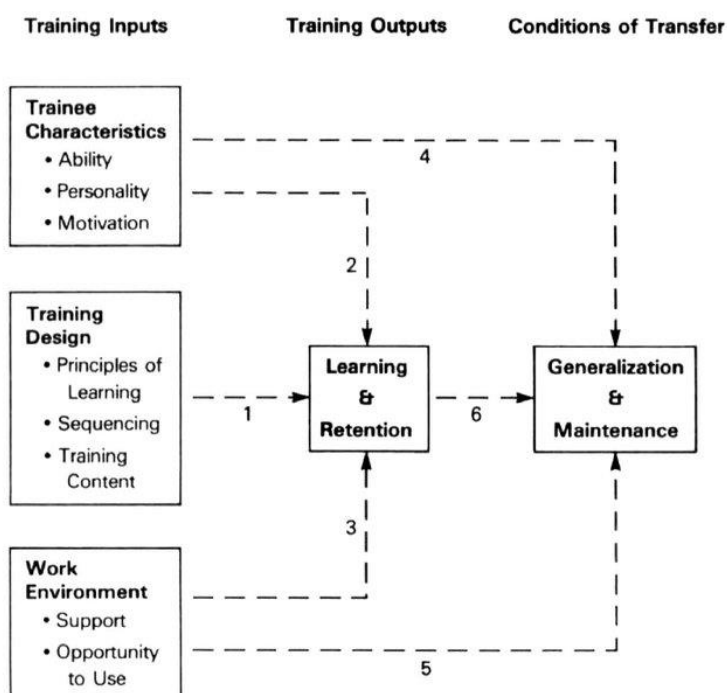 Training Inputs Training Outputs Conditions of Transfer
Trainee
Characteristics
• Ability
• Personality
• Motivation
4
2
Training
Design
• Principles of
Learning
• Sequencing
• Training
Content
1
Learning
&
Retention
6
Generalization
&
Maintenance
3
Work
Environment
• Support
• Opportunity
to Use
5